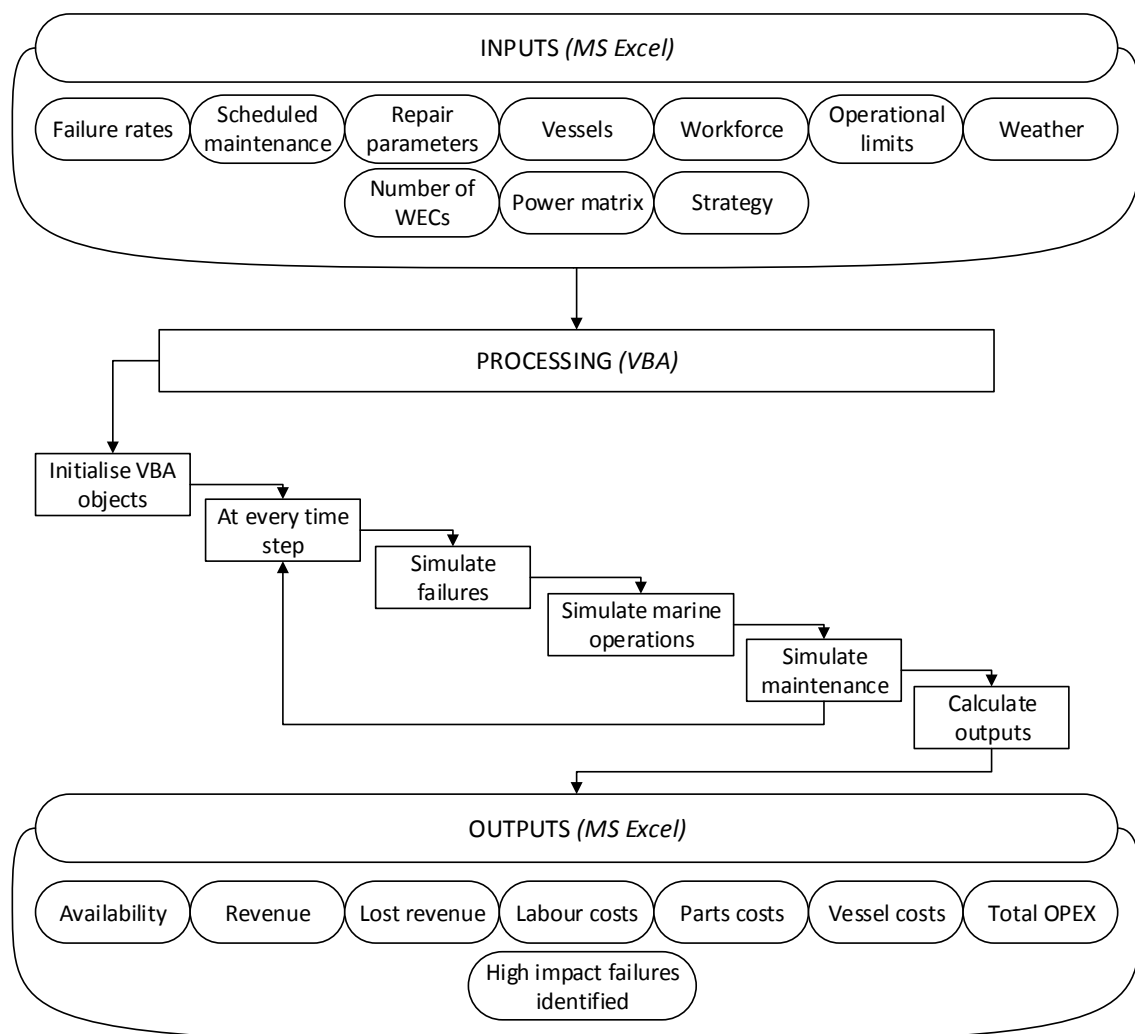 INPUTS (MS Excel)
Failure rates
Scheduled
maintenance
Repair
parameters
Vessels
Workforce
Operational
limits
Weather
Number of
WECs
Power matrix
Strategy
PROCESSING (VBA)
Initialise VBA
objects
At every time
step
Simulate
failures
Simulate marine
operations
Simulate
maintenance
Calculate
outputs
OUTPUTS (MS Excel)
Availability
Revenue
Lost revenue
Labour costs
Parts costs
Vessel costs
Total OPEX
High impact failures
identified